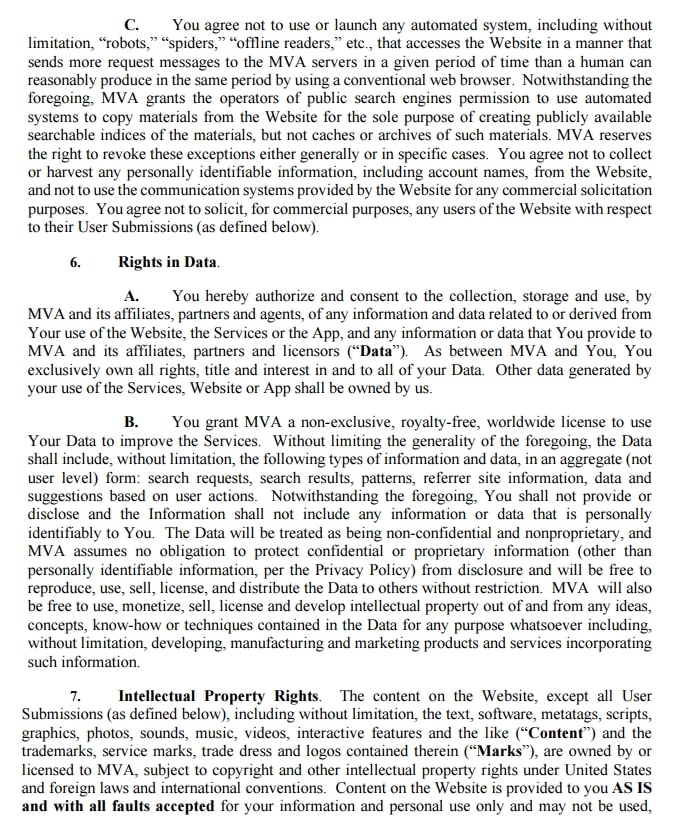 C. You agree not to use or launch any automated system, including without
limitation, “robots,” “spiders,” “offline readers,” etc., that accesses the Website in a manner that
sends more request messages to the MVA servers in a given period of time than a human can
reasonably produce in the same period by using a conventional web browser. Notwithstanding the
foregoing, MVA grants the operators of public search engines permission to use automated
systems to copy materials from the Website for the sole purpose of creating publicly available
searchable indices of the materials, but not caches or archives of such materials. MVA reserves
the right to revoke these exceptions either generally or in specific cases. You agree not to collect
or harvest any personally identifiable information, including account names, from the Website,
and not to use the communication systems provided by the Website for any commercial solicitation
purposes. You agree not to solicit, for commercial purposes, any users of the Website with respect
to their User Submissions (as defined below).
6. Rights in Data.
A. You hereby authorize and consent to the collection, storage and use, by
MVA and its affiliates, partners and agents, of any information and data related to or derived from
Your use of the Website, the Services or the App, and any information or data that You provide to
MVA and its affiliates, partners and licensors (“Data”). As between MVA and You, You
exclusively own all rights, title and interest in and to all of your Data. Other data generated by
your use of the Services, Website or App shall be owned by us.
B. You grant MVA a non-exclusive, royalty-free, worldwide license to use
Your Data to improve the Services. Without limiting the generality of the foregoing, the Data
shall include, without limitation, the following types of information and data, in an aggregate (not
user level) form: search requests, search results, patterns, referrer site information, data and
suggestions based on user actions. Notwithstanding the foregoing, You shall not provide or
disclose and the Information shall not include any information or data that is personally
identifiably to You. The Data will be treated as being non-confidential and nonproprietary, and
MVA assumes no obligation to protect confidential or proprietary information (other than
personally identifiable information, per the Privacy Policy) from disclosure and will be free to
reproduce, use, sell, license, and distribute the Data to others without restriction. MVA will also
be free to use, monetize, sell, license and develop intellectual property out of and from any ideas,
concepts, know-how or techniques contained in the Data for any purpose whatsoever including,
without limitation, developing, manufacturing and marketing products and services incorporating
such information.
7. Intellectual Property Rights. The content on the Website, except all User
Submissions (as defined below), including without limitation, the text, software, metatags, scripts,
graphics, photos, sounds, music, videos, interactive features and the like (“Content”) and the
trademarks, service marks, trade dress and logos contained therein (“Marks”), are owned by or
licensed to MVA, subject to copyright and other intellectual property rights under United States
and foreign laws and international conventions. Content on the Website is provided to you AS IS
and with all faults accepted for your information and personal use only and may not be used,